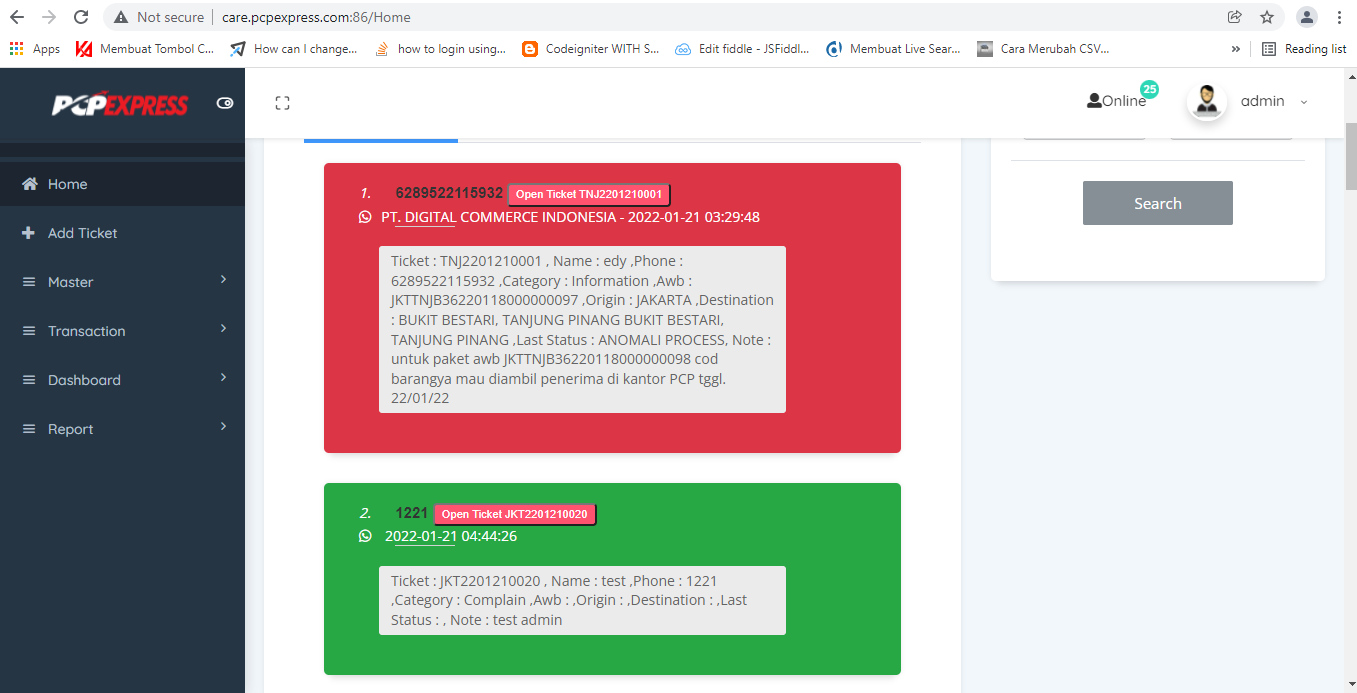 Not secure | care.pcpexpress.com:86/Home
Apps Membuat Tombol C... How can I change... how to login using... Codeigniter WITH S... Edit fiddle - JSFiddl... Membuat Live Sear... Cara Merubah CSV... » Reading list
PCPEXPRESS
Online 25 admin
Home
Add Ticket
Master
Transaction
Dashboard
Report
1. 6289522115932 Open Ticket TNJ2201210001
PT. DIGITAL COMMERCE INDONESIA - 2022-01-21 03:29:48
Ticket : TNJ2201210001 , Name : edy ,Phone :
6289522115932 ,Category : Information ,Awb :
JKTTNJB36220118000000097 ,Origin : JAKARTA ,Destination
: BUKIT BESTARI, TANJUNG PINANG BUKIT BESTARI,
TANJUNG PINANG ,Last Status : ANOMALI PROCESS, Note :
untuk paket awb JKTTNJB36220118000000098 cod
barangya mau diambil penerima di kantor PCP tggl.
22/01/22
Search
2. 1221 Open Ticket JKT2201210020
2022-01-21 04:44:26
Ticket : JKT2201210020 , Name : test ,Phone : 1221
,Category : Complain ,Awb : ,Origin : ,Destination : ,Last
Status : , Note : test admin